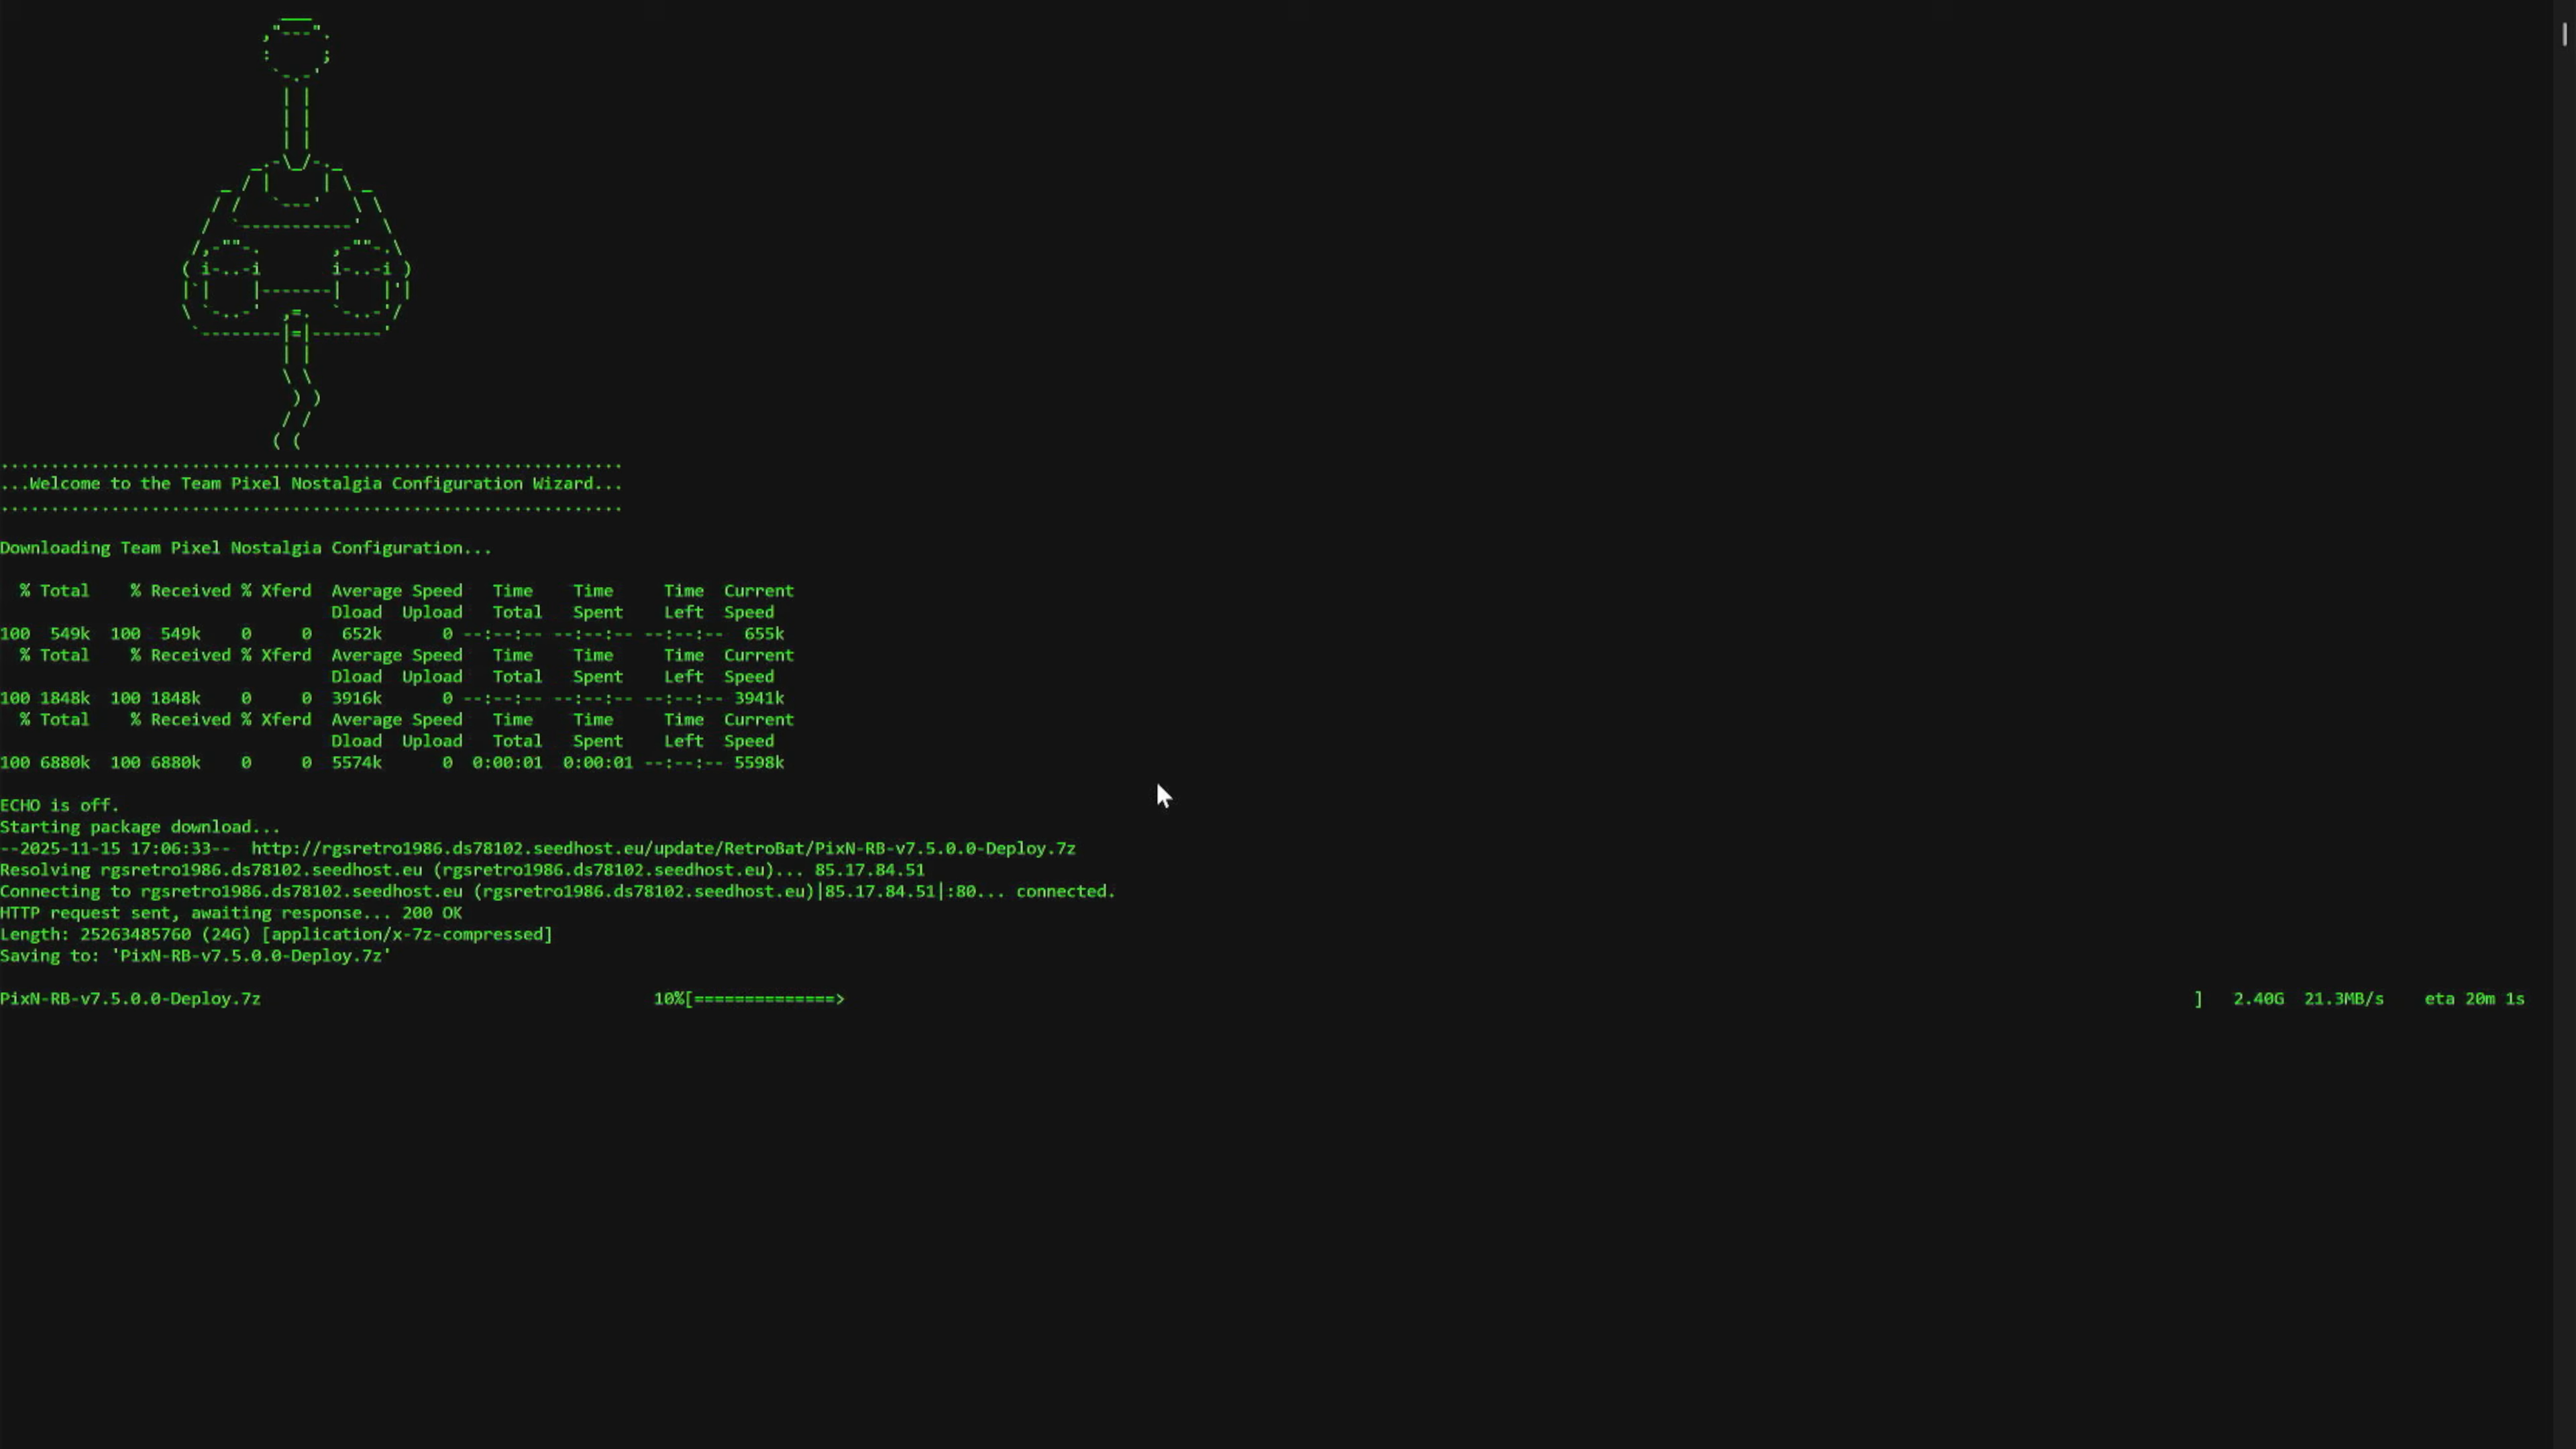 ...Welcome to the Team Pixel Nostalgia Configuration Wizard...
Downloading Team Pixel Nostalgia Configuration...
% Total    % Received % Xferd  Average Speed   Time    Time     Time  Current
Dload  Upload   Total   Spent    Left  Speed
100  549k  100  549k    0     0   652k      0 --:--:-- --:--:-- --:--:--  655k
% Total    % Received % Xferd  Average Speed   Time    Time     Time  Current
Dload  Upload   Total   Spent    Left  Speed
100 1848k  100 1848k    0     0  3916k      0 --:--:-- --:--:-- --:--:-- 3941k
% Total    % Received % Xferd  Average Speed   Time    Time     Time  Current
Dload  Upload   Total   Spent    Left  Speed
100 6880k  100 6880k    0     0  5574k      0  0:00:01  0:00:01 --:--:-- 5598k
ECHO is off.
Starting package download...
--2025-11-15 17:06:33--  http://rgsretro1986.ds78102.seedhost.eu/update/RetroBat/PixN-RB-v7.5.0.0-Deploy.7z
Resolving rgsretro1986.ds78102.seedhost.eu (rgsretro1986.ds78102.seedhost.eu)... 85.17.84.51
Connecting to rgsretro1986.ds78102.seedhost.eu (rgsretro1986.ds78102.seedhost.eu)|85.17.84.51|:80... connected.
HTTP request sent, awaiting response... 200 OK
Length: 25263485760 (24G) [application/x-7z-compressed]
Saving to: 'PixN-RB-v7.5.0.0-Deploy.7z'
PixN-RB-v7.5.0.0-Deploy.7z 10%[==============> ] 2.40G 21.3MB/s eta 20m 1s